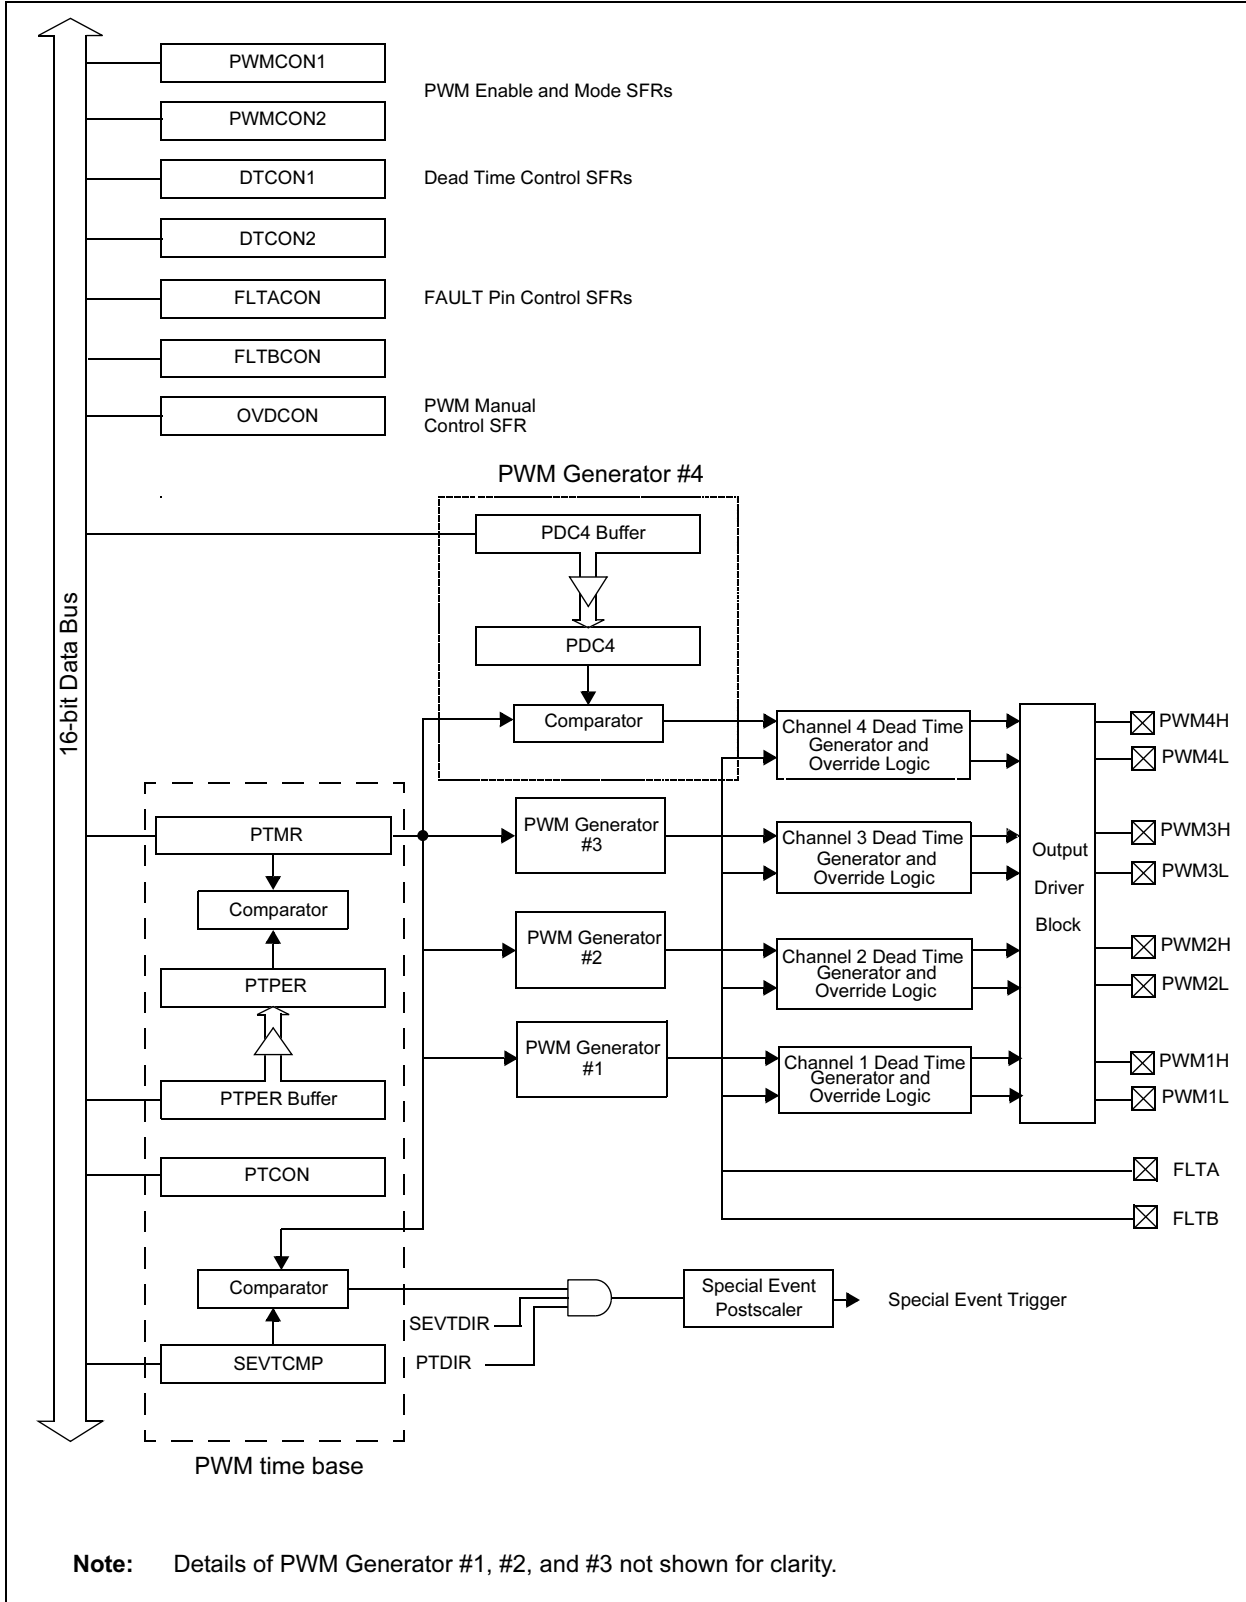 PWMCON1
PWM Enable and Mode SFRs
PWMCON2
DTCON1
Dead Time Control SFRs
DTCON2
FLTACON
FAULT Pin Control SFRs
FLTBCON
OVDCON
PWM Manual
Control SFR
PWM Generator #4
PDC4 Buffer
PDC4
Comparator
16-bit Data Bus
Channel 4 Dead Time
Generator and
Override Logic
PWM4H
PWM4L
PTMR
PWM Generator
#3
Channel 3 Dead Time
Generator and
Override Logic
Output
Driver
Block
PWM3H
PWM3L
Comparator
PTPER
PWM Generator
#2
Channel 2 Dead Time
Generator and
Override Logic
PWM2H
PWM2L
PWM Generator
#1
Channel 1 Dead Time
Generator and
Override Logic
PWM1H
PWM1L
PTPER Buffer
PTCON
FLTA
FLTB
Comparator
SEVTDIR
PTDIR
Special Event
Postscaler
Special Event Trigger
SEVTCMP
PWM time base
Note: Details of PWM Generator #1, #2, and #3 not shown for clarity.